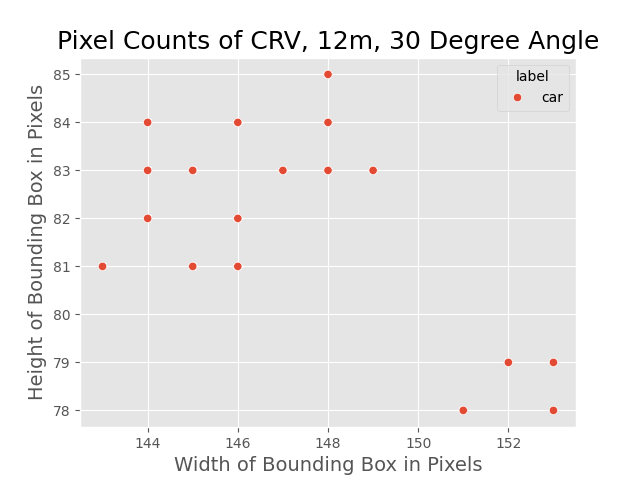 Pixel Counts of CRV, 12m, 30 Degree Angle
label
car
85
84
83
82
81
80
79
78
Height of Bounding Box in Pixels
144 146 148 150 152
Width of Bounding Box in Pixels